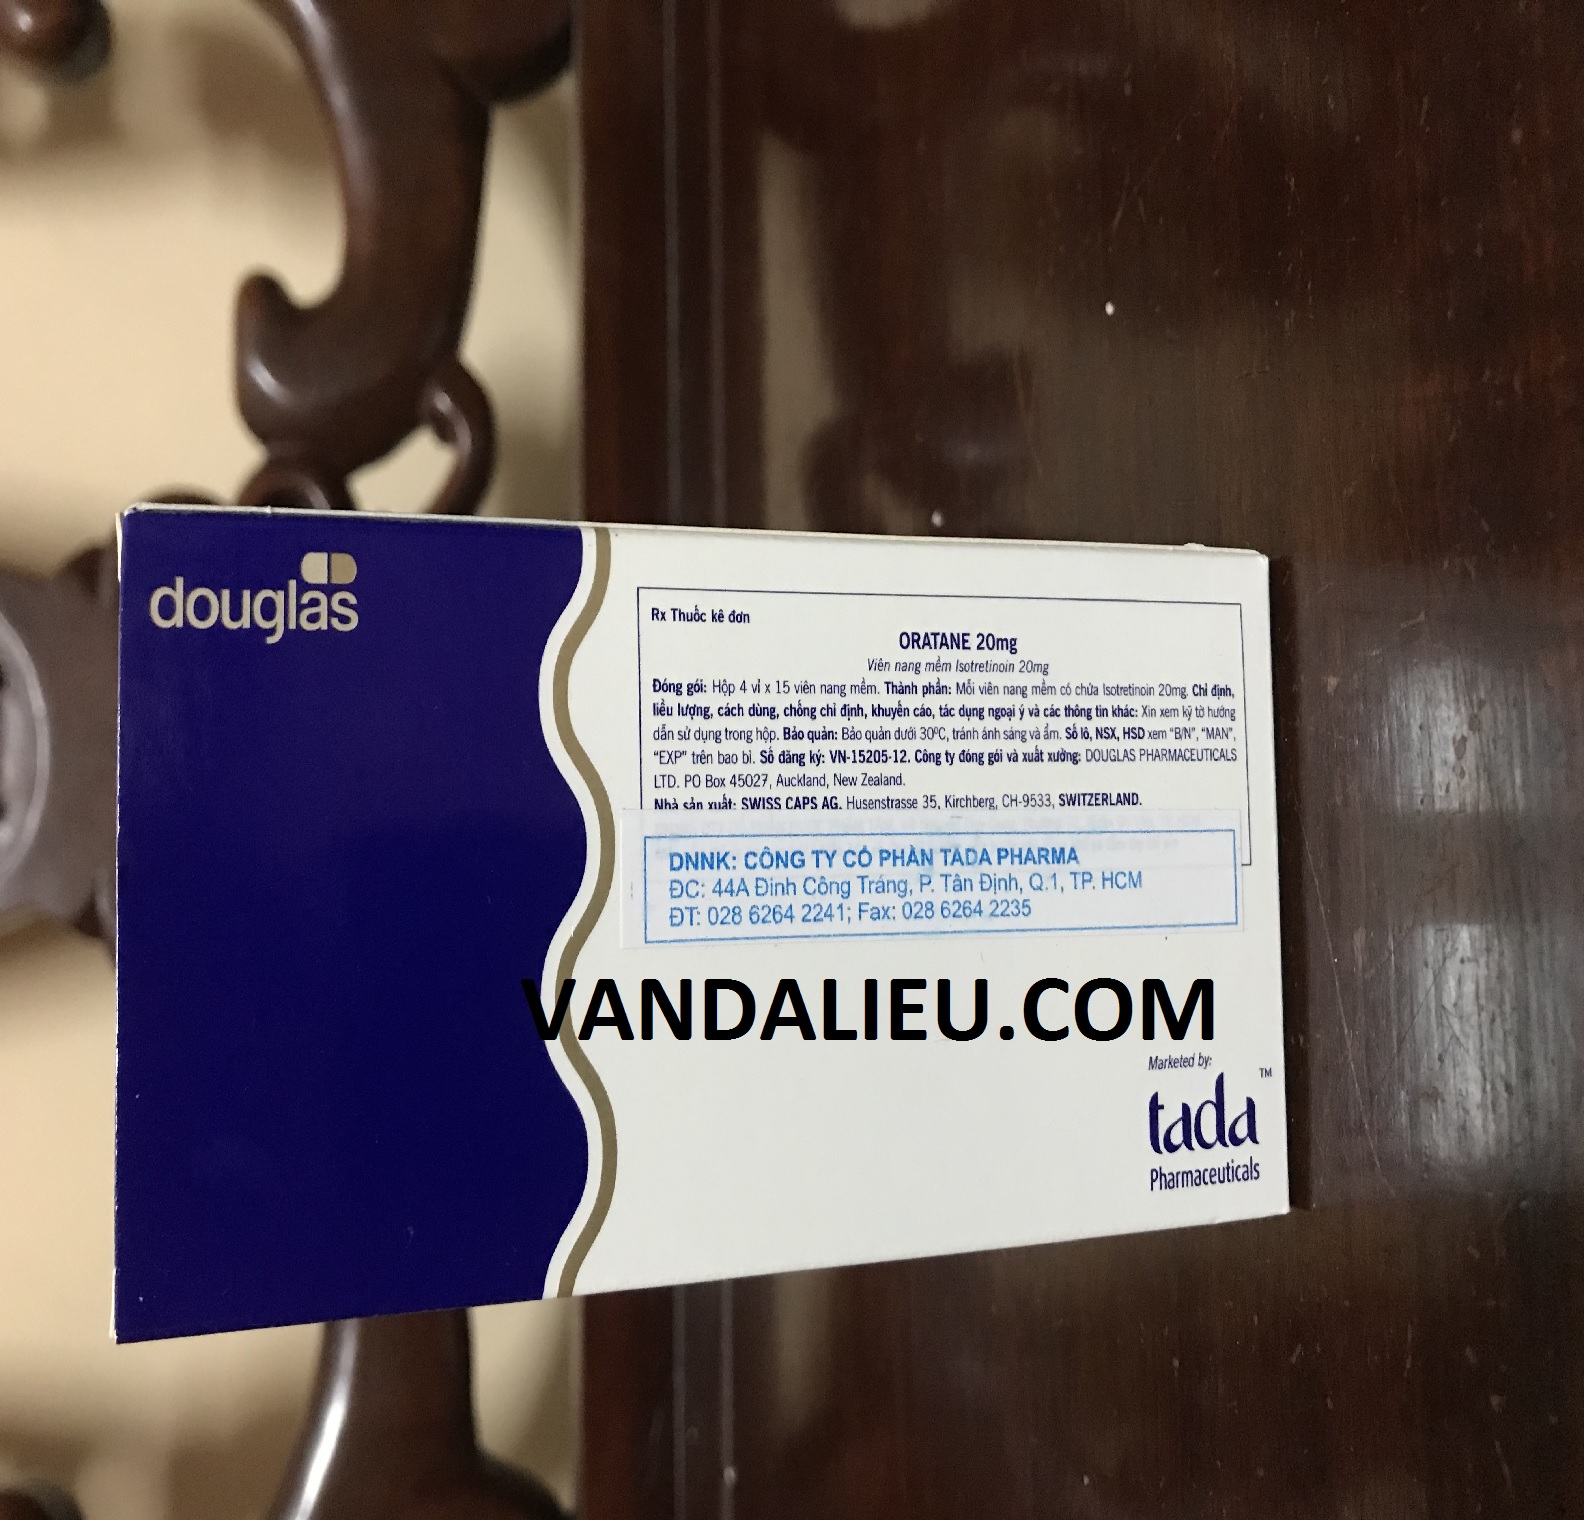 douglas
Rx Thuốc kê đơn
ORATANE 20mg
Viên nang mềm Isotretinoin 20mg
Đóng gói: Hộp 4 vỉ x 15 viên nang mềm. Thành phần: Mỗi viên nang mềm có chứa Isotretinoin 20mg. Chỉ định,
liều lượng, cách dùng, chống chỉ định, khuyến cáo, tác dụng ngoại ý và các thông tin khác: Xin xem kỹ tờ hướng
dẫn sử dụng trong hộp. Bảo quản: Bảo quản dưới 30ºC, tránh ánh sáng và ẩm. Số lô, NSX, HSD xem "B/N", "MAN",
"EXP" trên bao bì. Số đăng ký: VN-15205-12. Công ty đóng gói và xuất xưởng: DOUGLAS PHARMACEUTICALS
LTD. PO Box 45027, Auckland, New Zealand.
Nhà sản xuất: SWISS CAPS AG. Husenstrasse 35, Kirchberg, CH-9533, SWITZERLAND.
DNNK: CÔNG TY CỔ PHẦN TADA PHARMA
ĐC: 44A Đinh Công Tráng, P. Tân Định, Q.1, TP. HCM
ĐT: 028 6264 2241; Fax: 028 6264 2235
VANDALIEU.COM
Marketed by:
tada TM
Pharmaceuticals